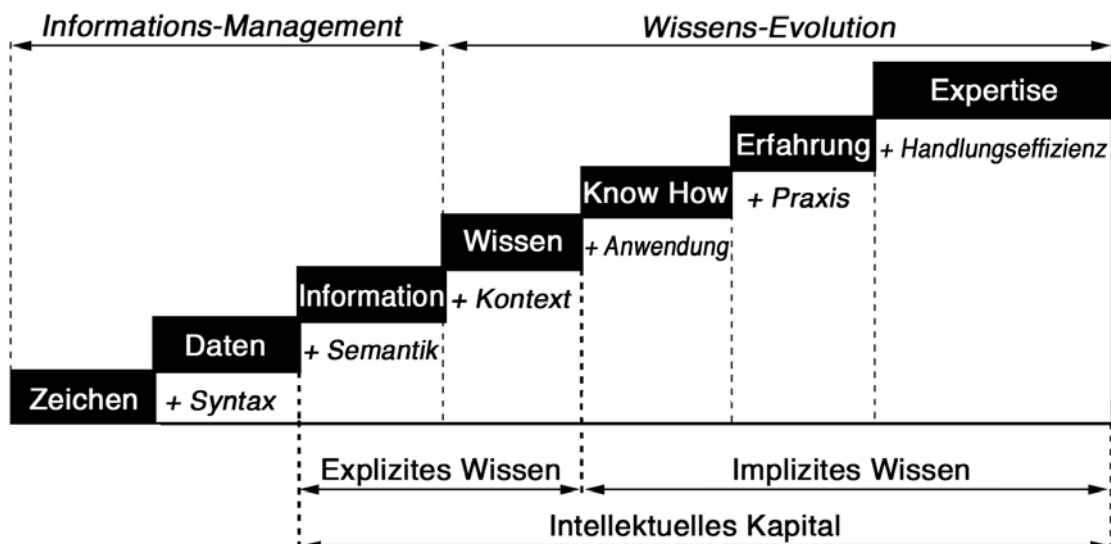 Informations-Management
Wissens-Evolution
Expertise
Erfahrung
+ Handlungseffizienz
Know How
+ Praxis
Wissen
+ Anwendung
Information
+ Kontext
Daten
+ Semantik
Zeichen
+ Syntax
Explizites Wissen
Implizites Wissen
Intellektuelles Kapital